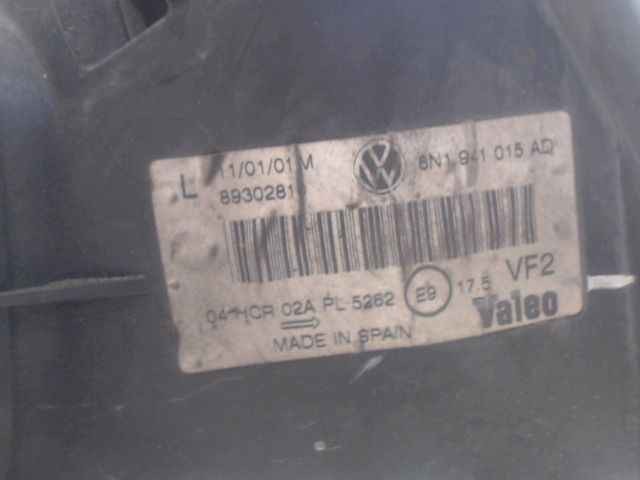 L 11/01/01 M 6N1 941 015 AD
8930281
04 HCR 02A PL 5262 E9 17.5 VF2
Valeo
MADE IN SPAIN